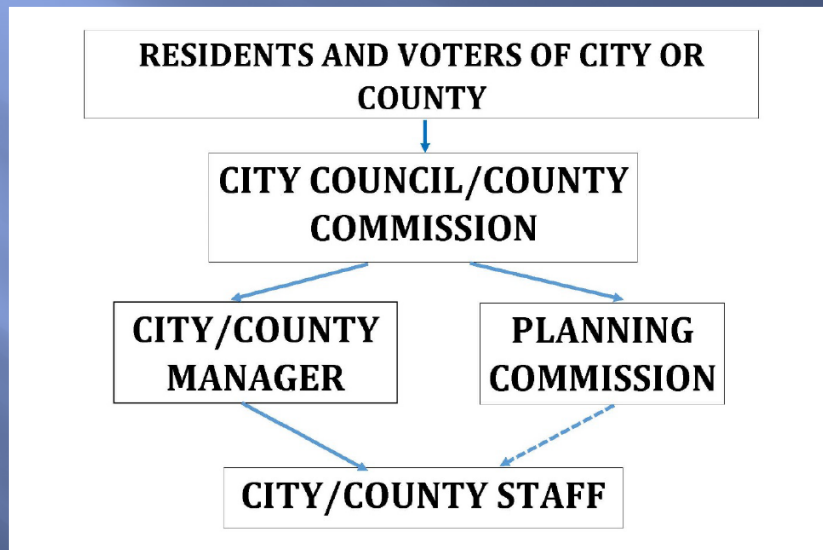 RESIDENTS AND VOTERS OF CITY OR
COUNTY
CITY COUNCIL/COUNTY
COMMISSION
CITY/COUNTY
MANAGER
PLANNING
COMMISSION
CITY/COUNTY STAFF